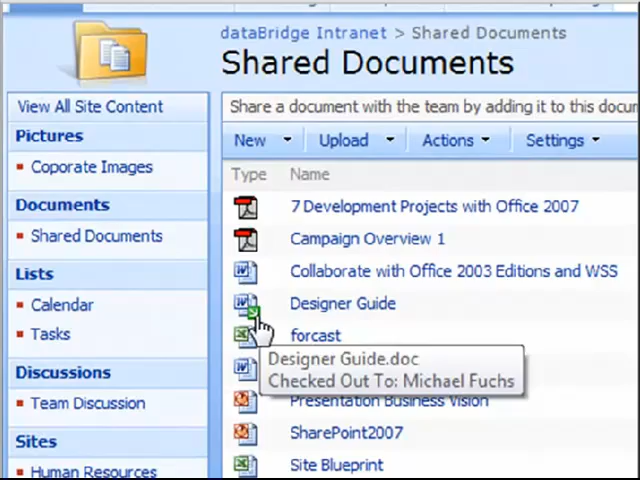 dataBridge Intranet > Shared Documents
Shared Documents
View All Site Content
Pictures
Coporate Images
Documents
Shared Documents
Lists
Calendar
Tasks
Discussions
Team Discussion
Sites
Human Resources
Share a document with the team by adding it to this docu
New Upload Actions Settings
Type Name
7 Development Projects with Office 2007
Campaign Overview 1
Collaborate with Office 2003 Editions and WSS
Designer Guide
forcast
Designer Guide.doc
Checked Out To: Michael Fuchs
Presentation Business Vision
SharePoint2007
Site Blueprint